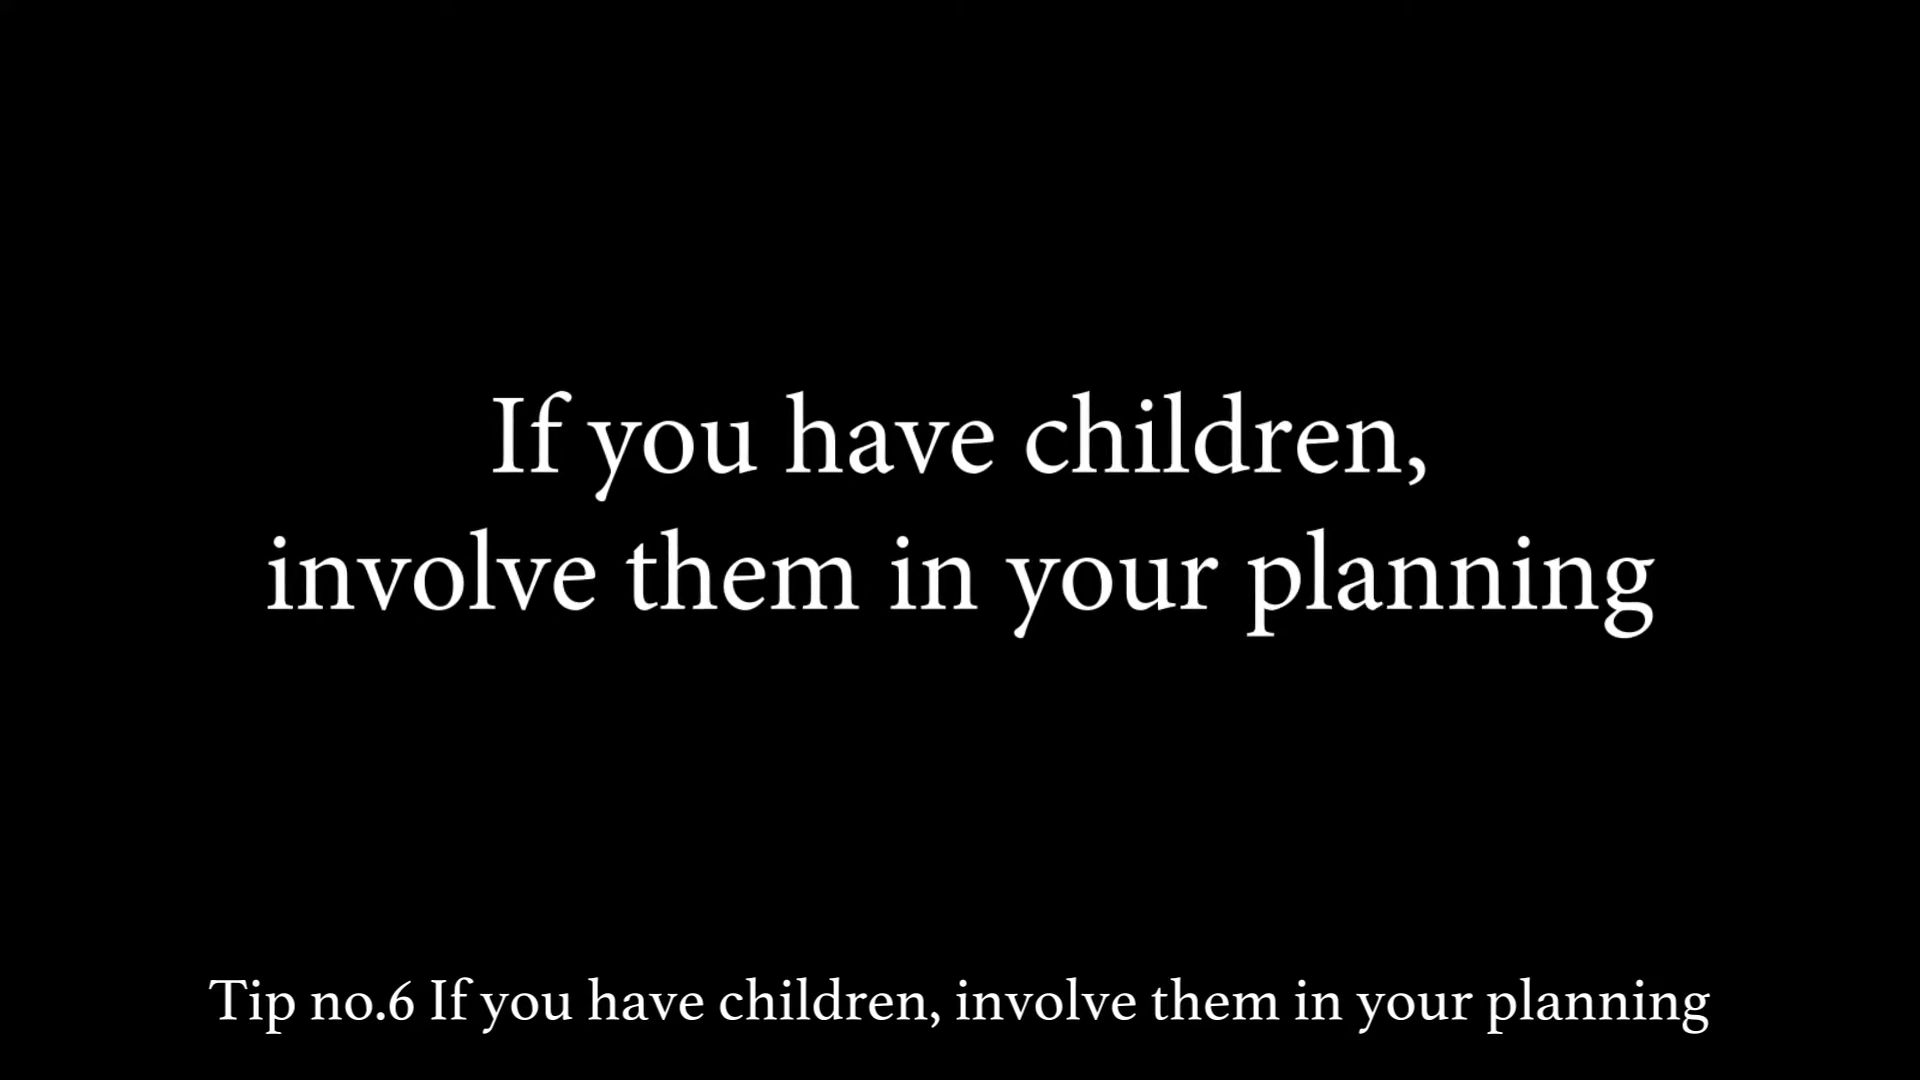 If you have children,
involve them in your planning
Tip no.6 If you have children, involve them in your planning